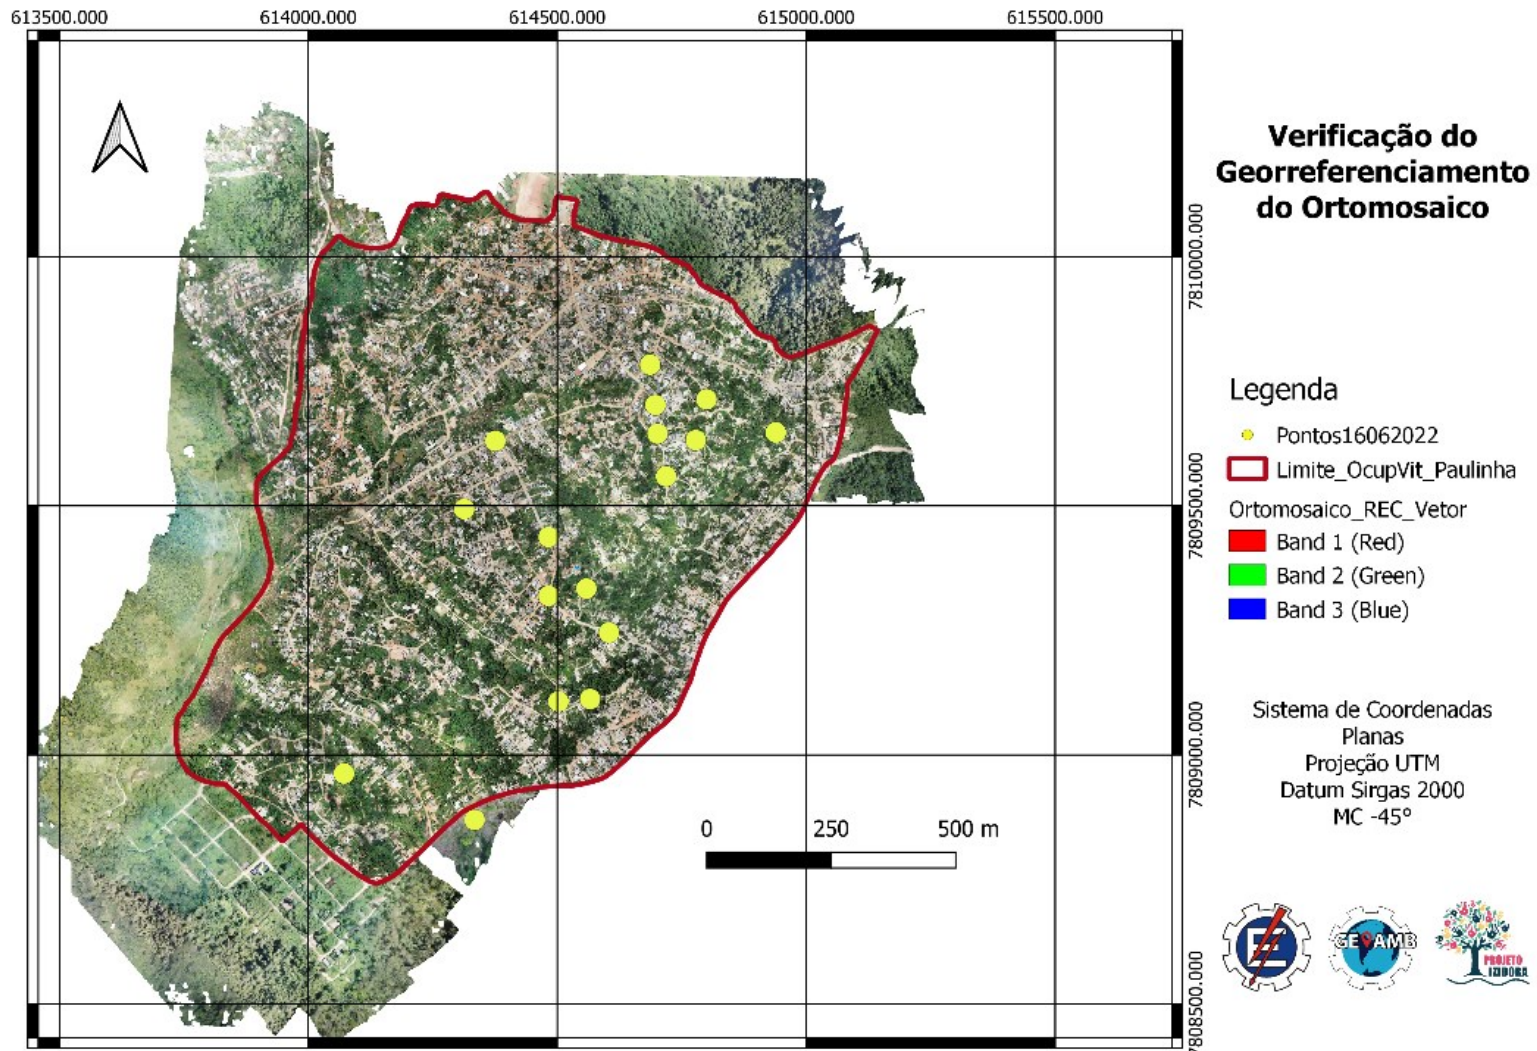 613500.000
614000.000
614500.000
615000.000
615500.000
Verificação do
Georreferenciamento
do Ortomosaico
7810000.000
7809500.000
7809000.000
7808500.000
Legenda
Pontos16062022
Limite_OcupVit_Paulinha
Ortomosaico_REC_Vetor
Band 1 (Red)
Band 2 (Green)
Band 3 (Blue)
Sistema de Coordenadas
Planas
Projeção UTM
Datum Sirgas 2000
MC -45°
0 250 500 m
E
GEOAMB
PROJETO
IZIDORA